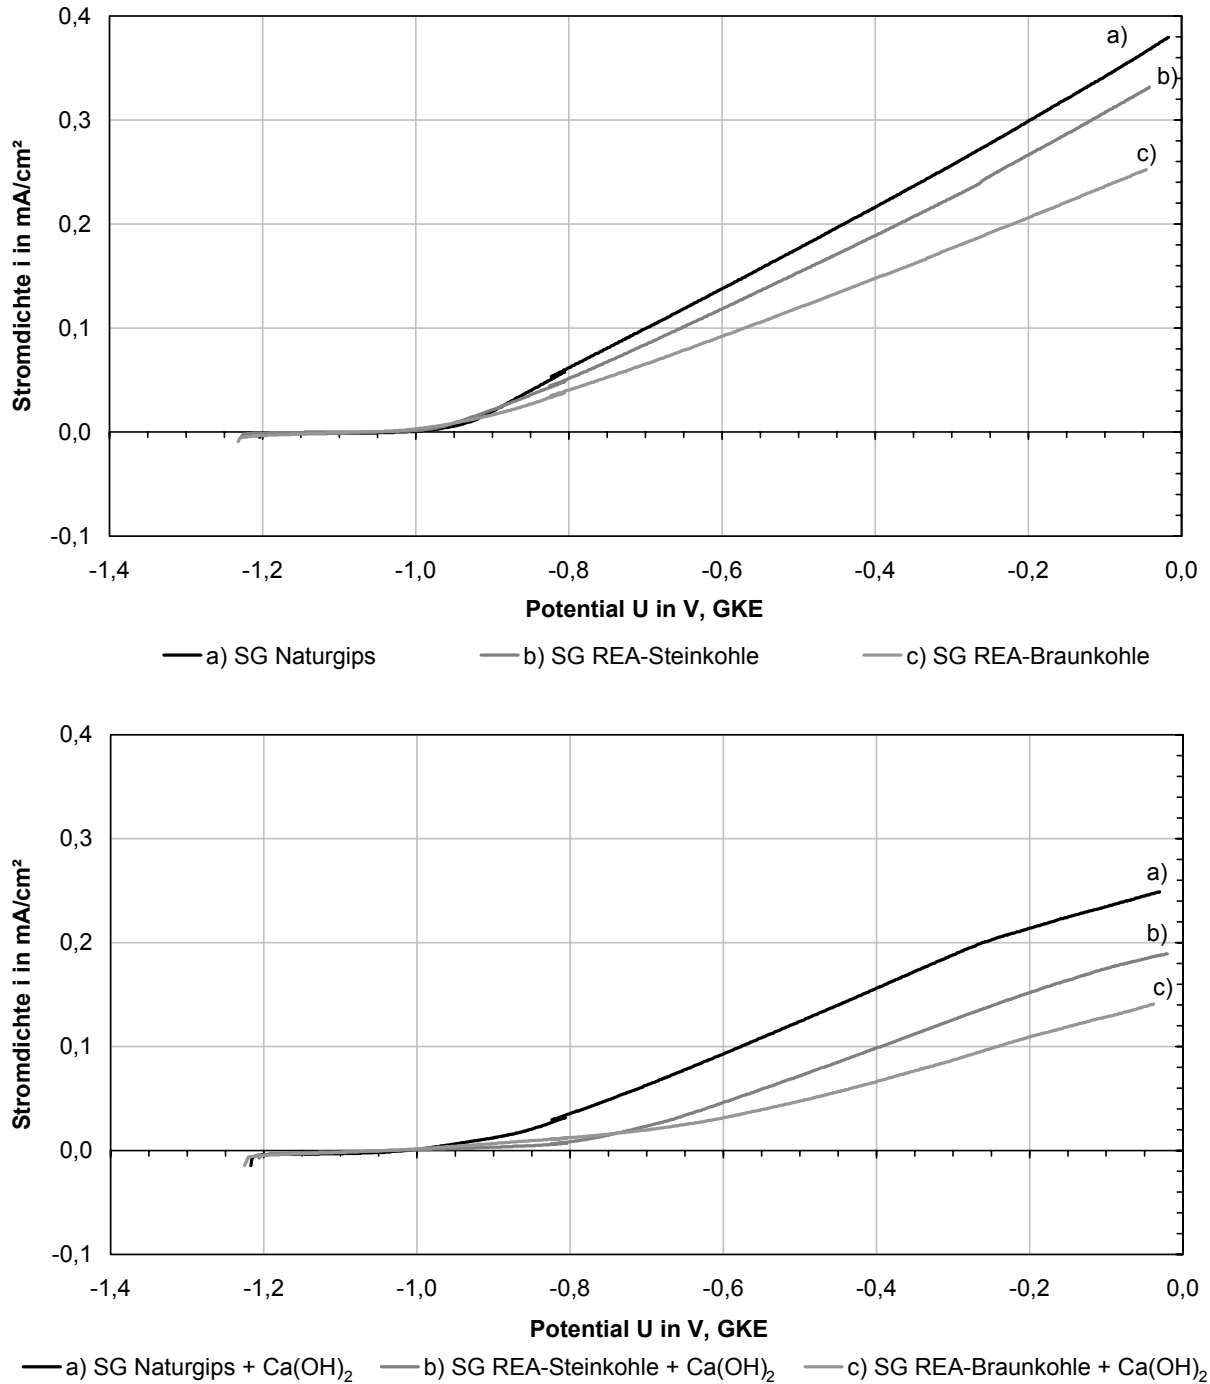 0,4
0,3
0,2
0,1
0,0
-0,1
Stromdichte i in mA/cm²
a)
b)
c)
-1,4 -1,2 -1,0 -0,8 -0,6 -0,4 -0,2 0,0
Potential U in V, GKE
a) SG Naturgips b) SG REA-Steinkohle c) SG REA-Braunkohle
0,4
0,3
0,2
0,1
0,0
-0,1
Stromdichte i in mA/cm²
a)
b)
c)
-1,4 -1,2 -1,0 -0,8 -0,6 -0,4 -0,2 0,0
Potential U in V, GKE
a) SG Naturgips + Ca(OH)₂ b) SG REA-Steinkohle + Ca(OH)₂ c) SG REA-Braunkohle + Ca(OH)₂